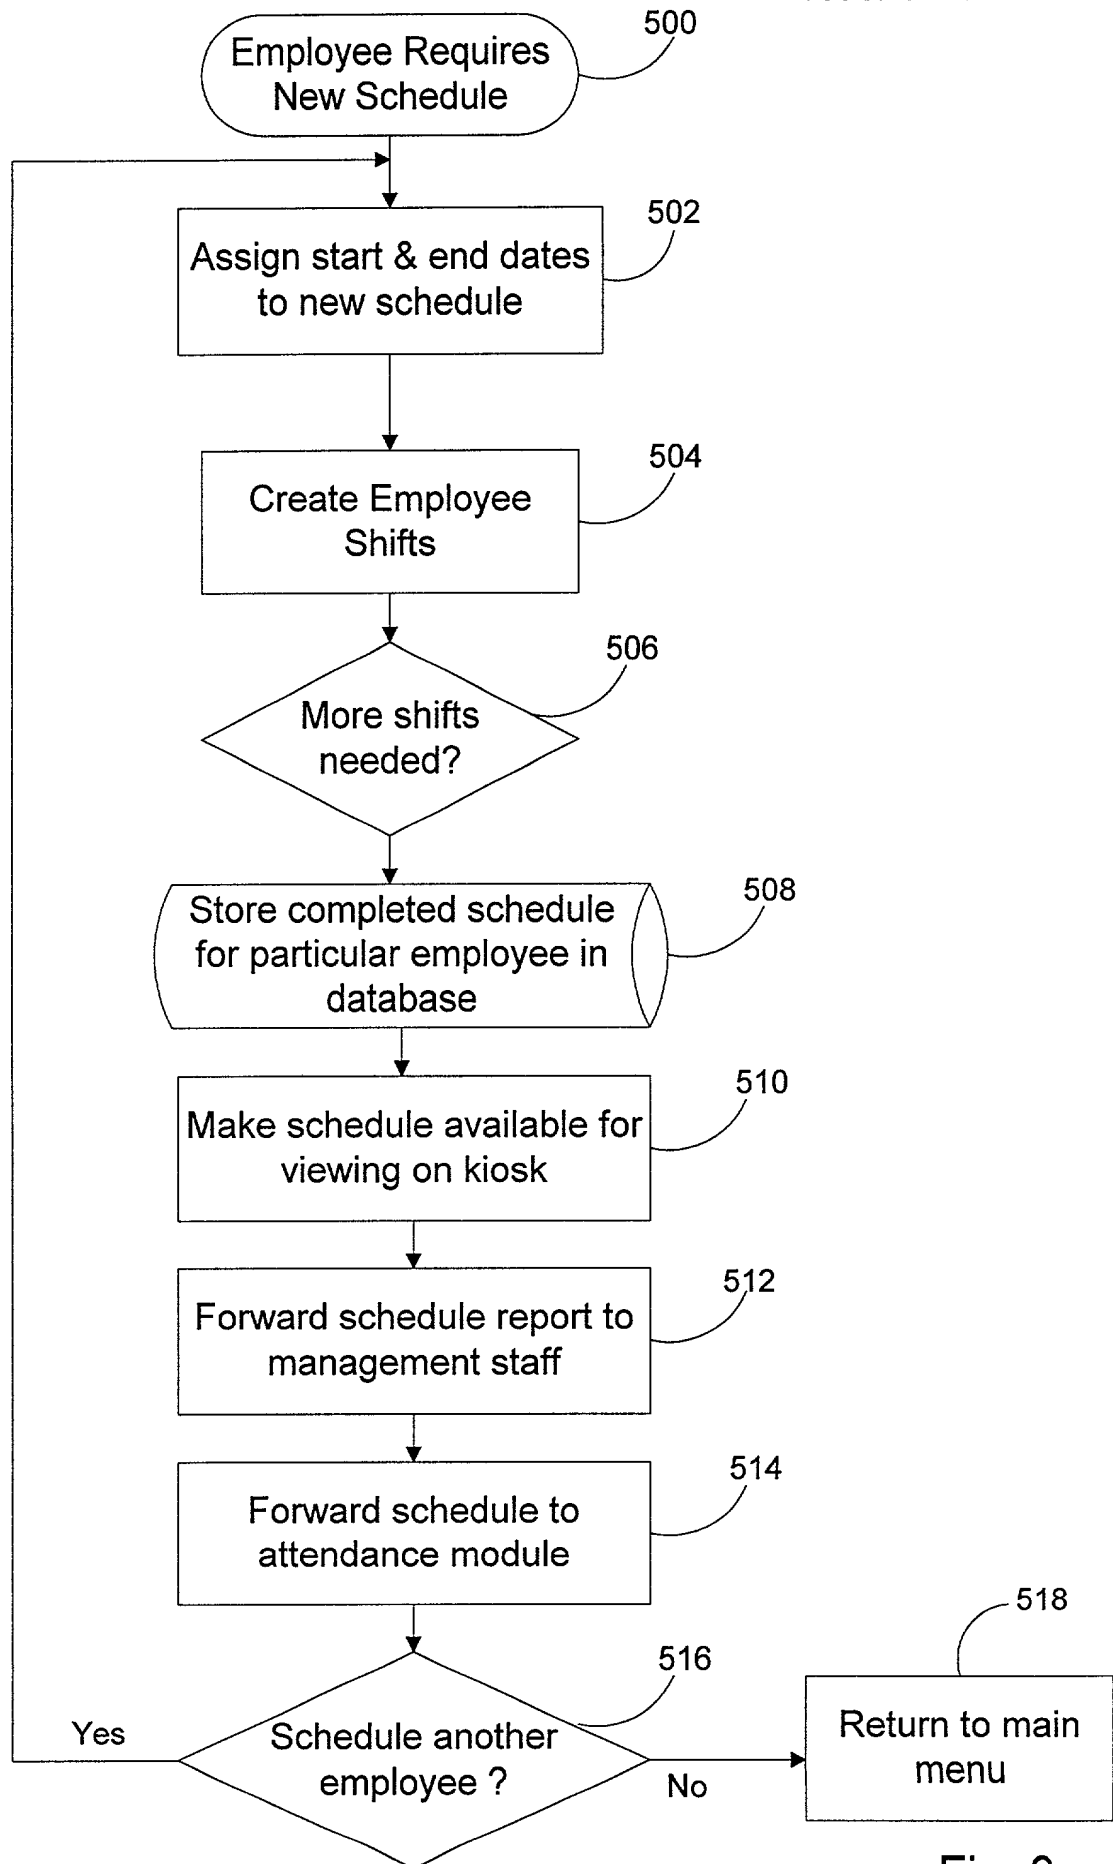 500
Employee Requires
New Schedule
502
Assign start & end dates
to new schedule
504
Create Employee
Shifts
506
More shifts
needed?
508
Store completed schedule
for particular employee in
database
510
Make schedule available for
viewing on kiosk
512
Forward schedule report to
management staff
514
Forward schedule to
attendance module
516
518
Yes
Schedule another
employee ?
No
Return to main
menu